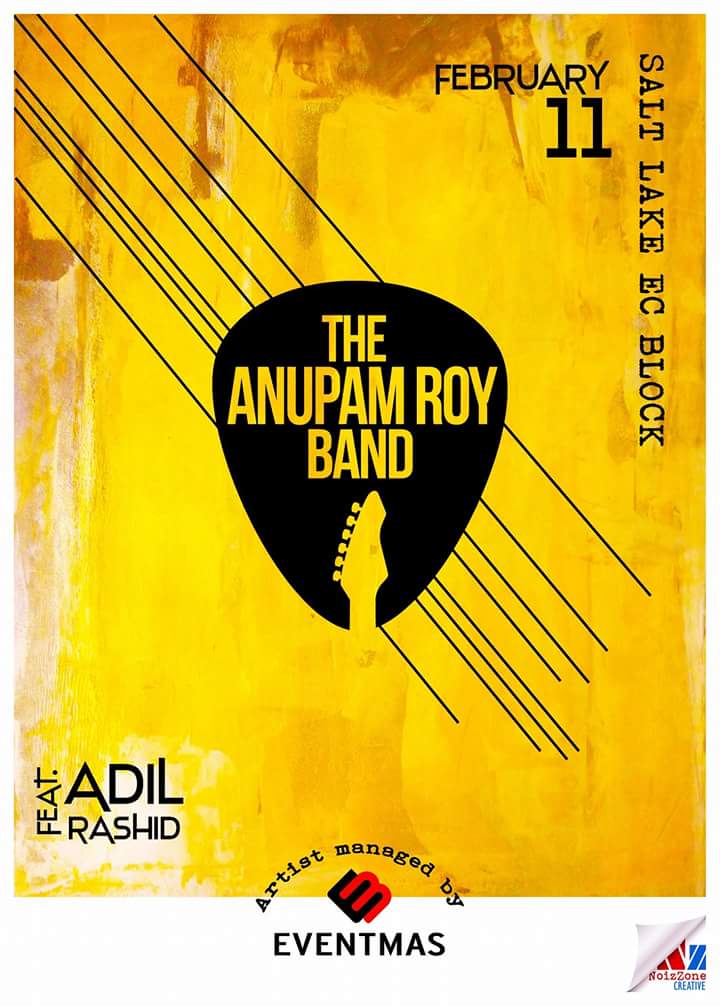 FEBRUARY
11
SALT LAKE EC BLOCK
THE
ANUPAM ROY
BAND
FEAT. ADIL
RASHID
Artist managed by
EVENTMAS
NZ
NoizZone
CREATIVE